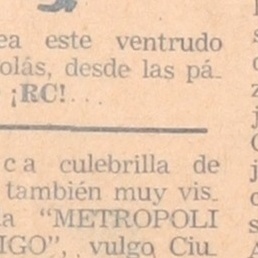 ea este ventrudo
olás, desde las pá-
¡RC!...
ca culebrilla de
también muy vis-
a "METROPOLI
IGO", vulgo Ciu-